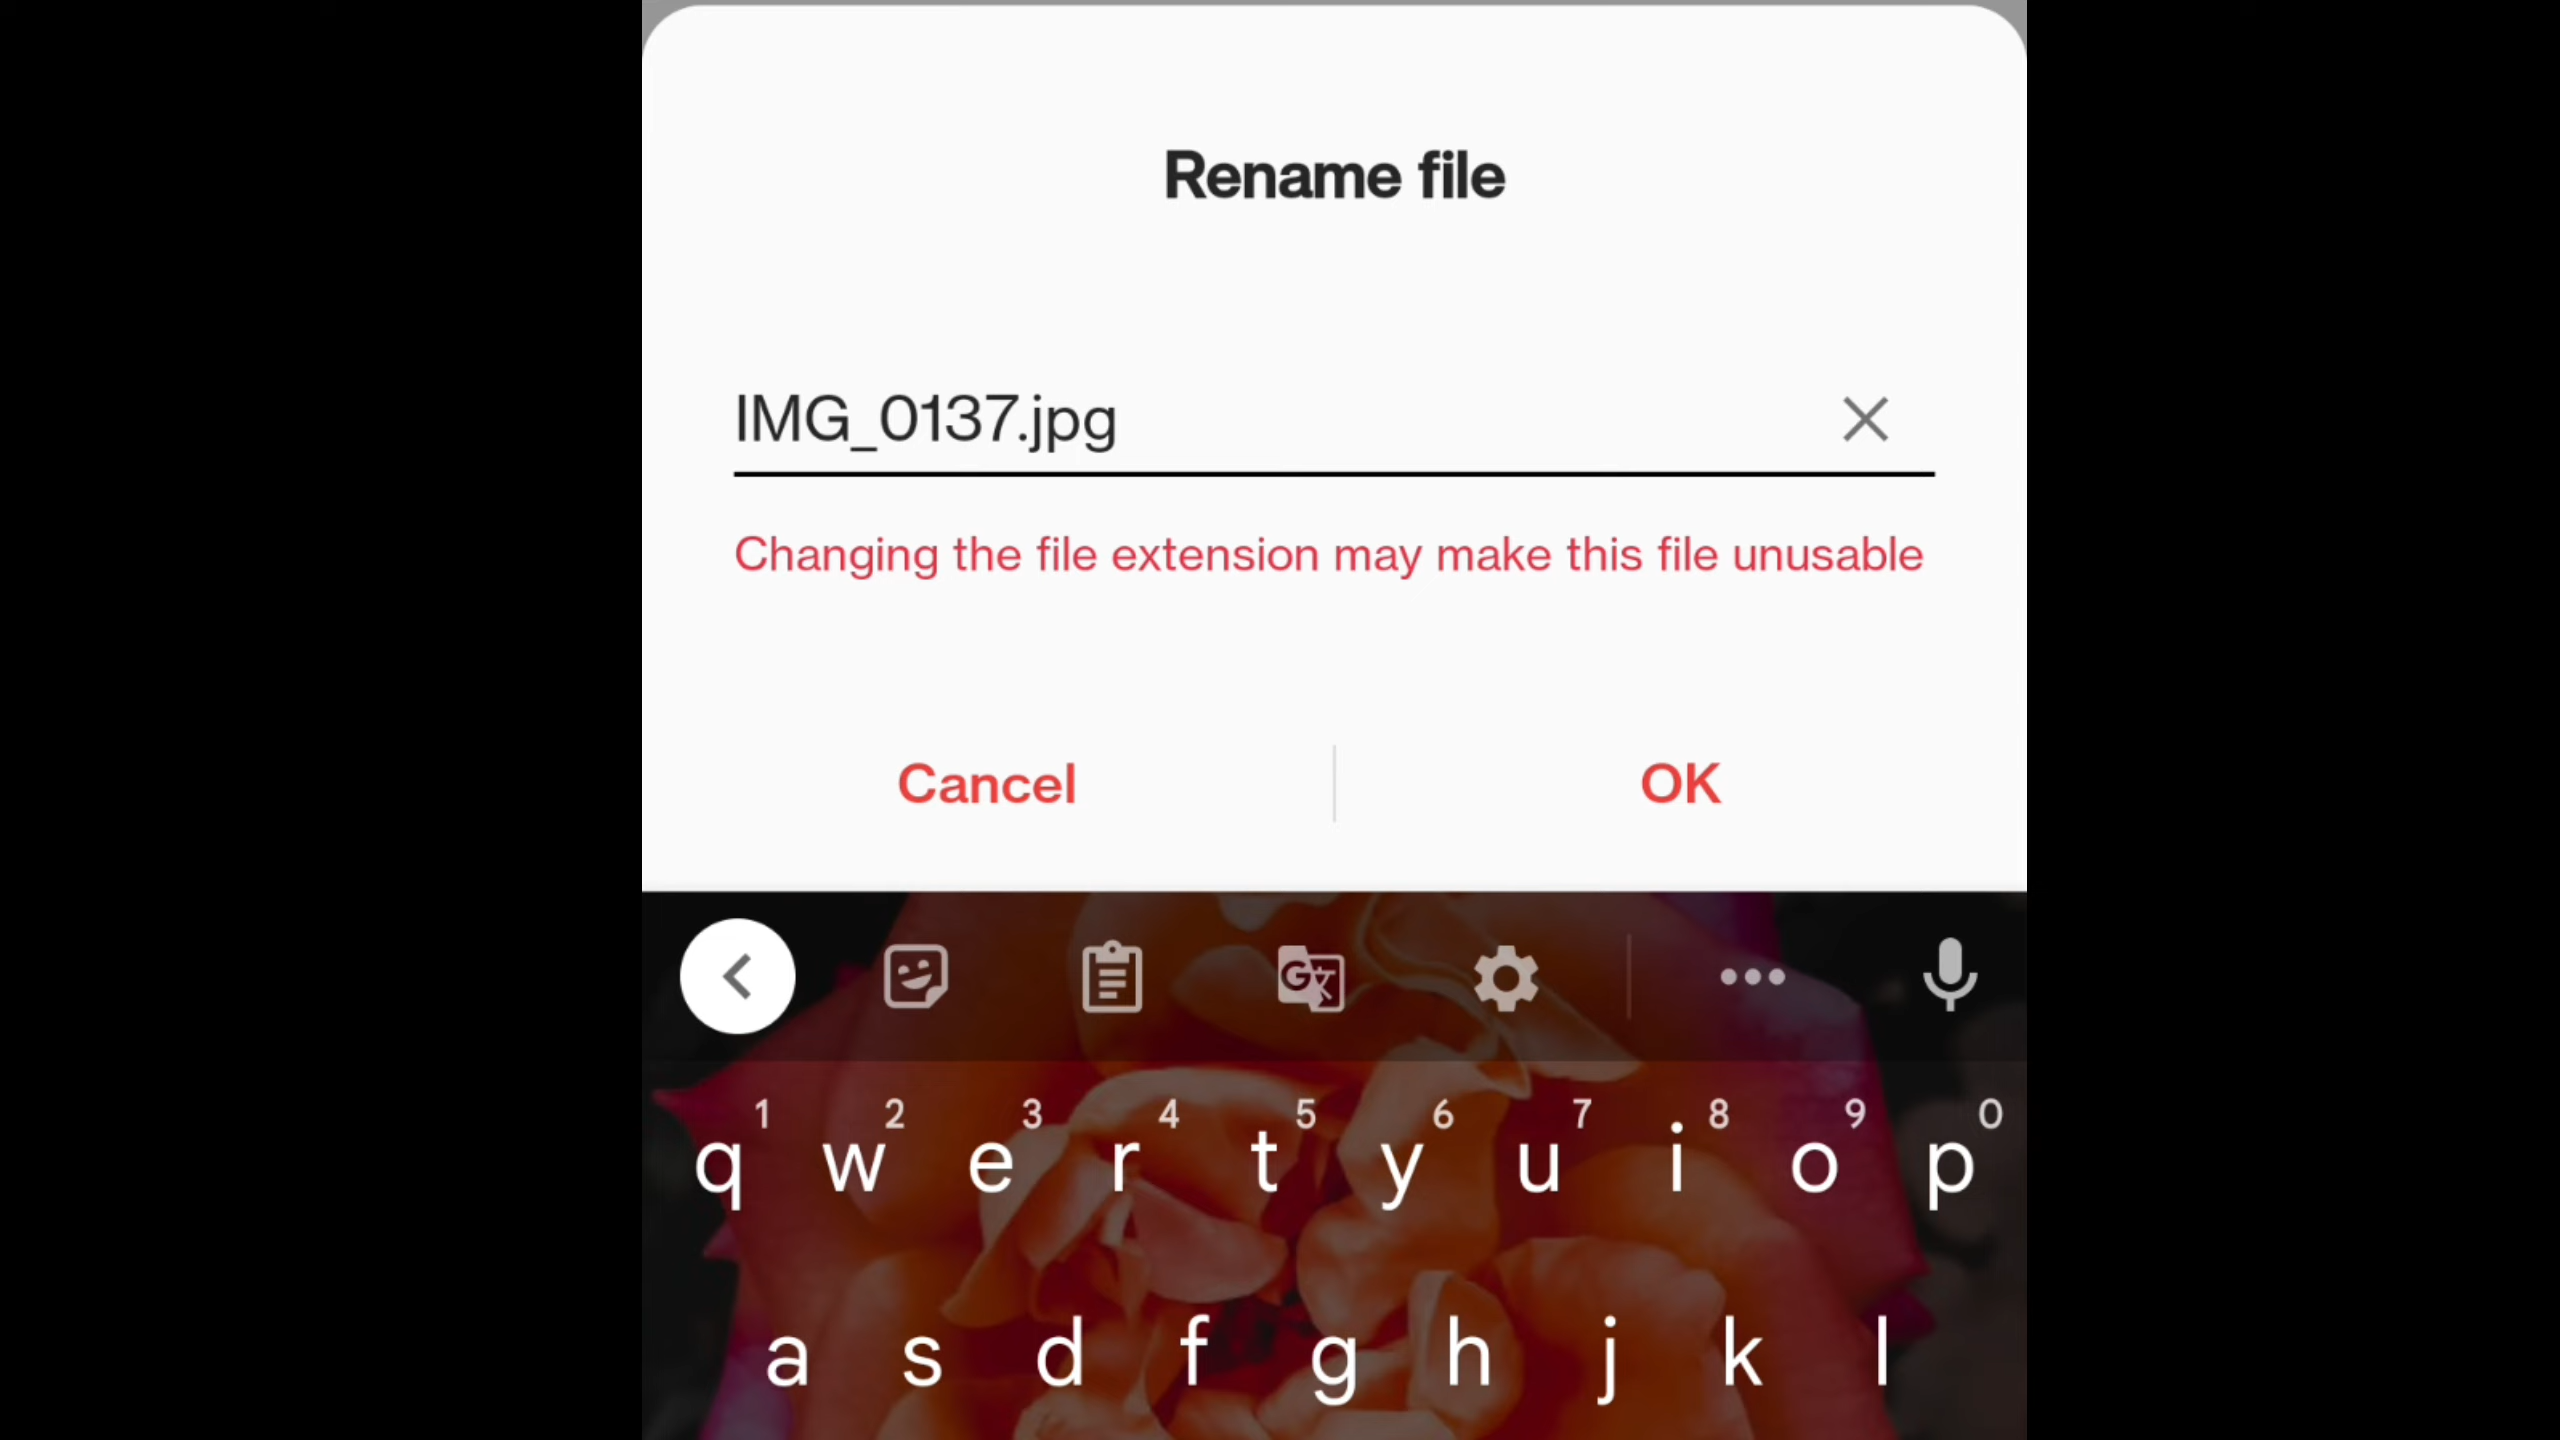 Rename file
IMG_0137.jpg
Changing the file extension may make this file unusable
Cancel OK
1 2 3 4 5 6 7 8 9 0
q w e r t y u i o p
a s d f g h j k l